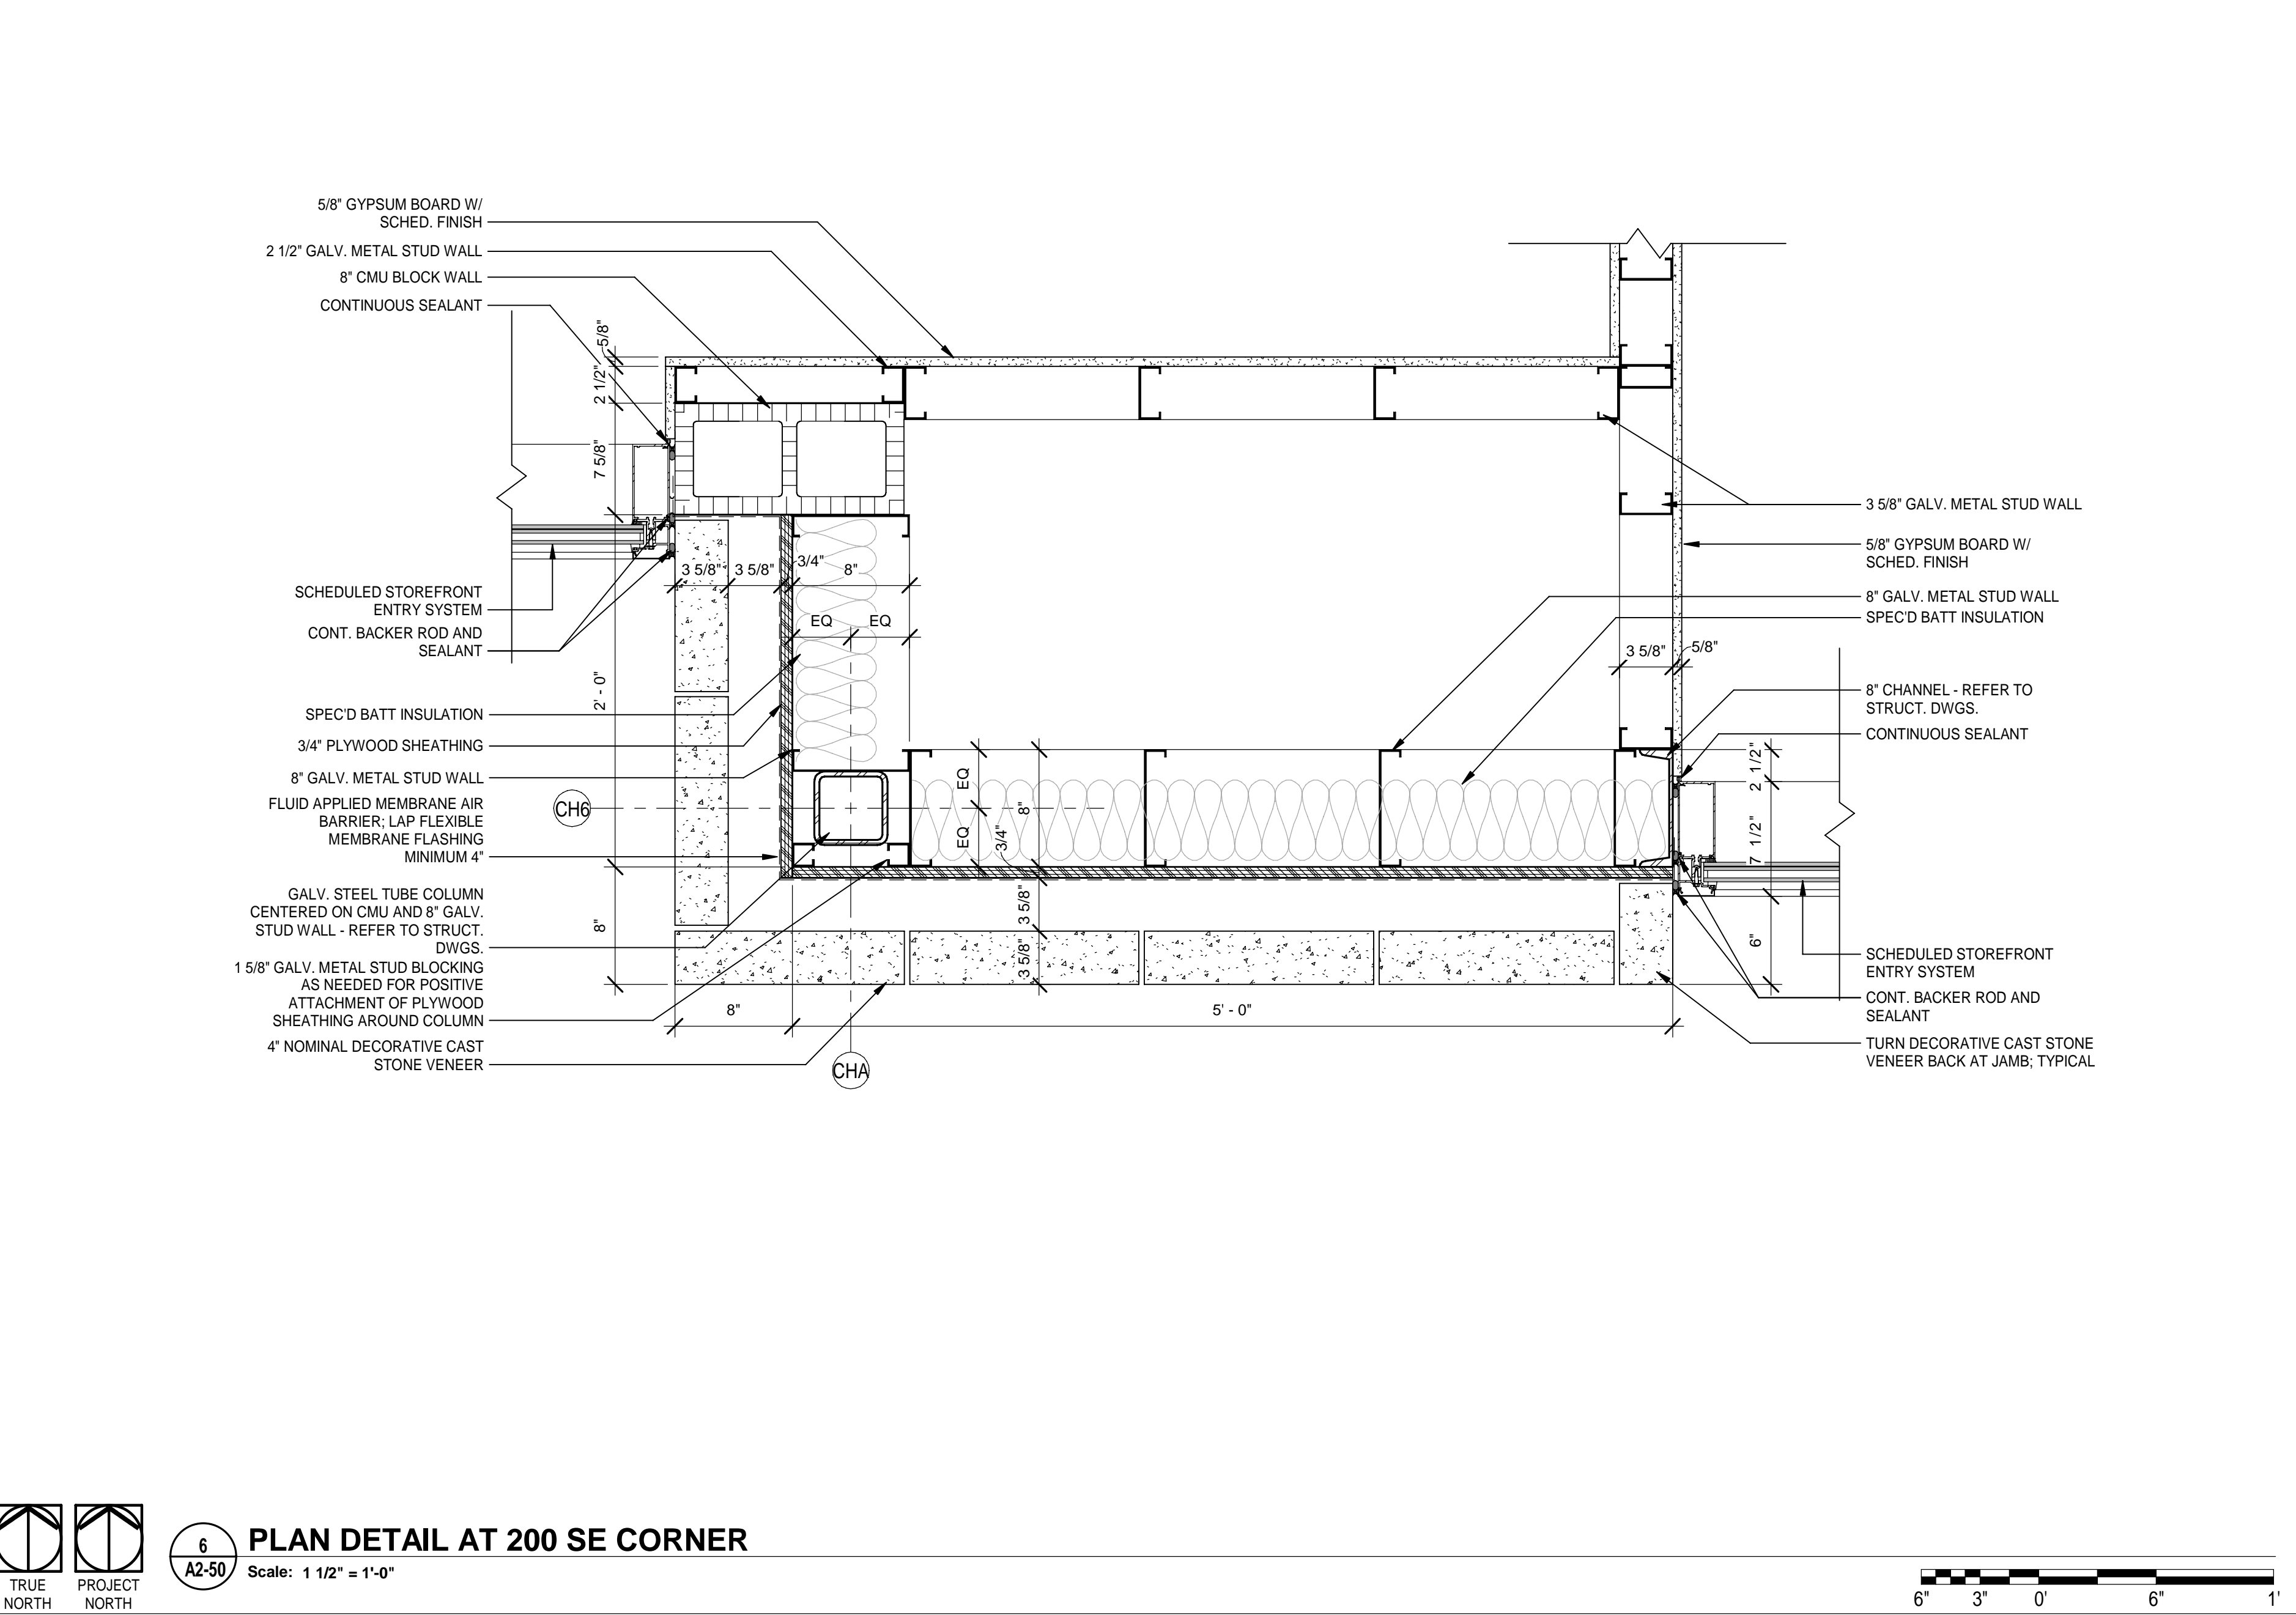 5/8" GYPSUM BOARD W/
SCHED. FINISH
2 1/2" GALV. METAL STUD WALL
8" CMU BLOCK WALL
CONTINUOUS SEALANT
SCHEDULED STOREFRONT
ENTRY SYSTEM
CONT. BACKER ROD AND
SEALANT
SPEC'D BATT INSULATION
3/4" PLYWOOD SHEATHING
8" GALV. METAL STUD WALL
FLUID APPLIED MEMBRANE AIR
BARRIER; LAP FLEXIBLE
MEMBRANE FLASHING
MINIMUM 4"
GALV. STEEL TUBE COLUMN
CENTERED ON CMU AND 8" GALV.
STUD WALL - REFER TO STRUCT.
DWGS.
1 5/8" GALV. METAL STUD BLOCKING
AS NEEDED FOR POSITIVE
ATTACHMENT OF PLYWOOD
SHEATHING AROUND COLUMN
4" NOMINAL DECORATIVE CAST
STONE VENEER
5/8"
2 1/2"
7 5/8"
2' - 0"
8"
3 5/8"
3 5/8"
3/4"
8"
EQ
EQ
CH6
EQ
EQ
8"
3/4"
3 5/8"
3 5/8"
8"
5' - 0"
CHA
3 5/8"
5/8"
2 1/2"
7 1/2"
6"
3 5/8" GALV. METAL STUD WALL
5/8" GYPSUM BOARD W/
SCHED. FINISH
8" GALV. METAL STUD WALL
SPEC'D BATT INSULATION
8" CHANNEL - REFER TO
STRUCT. DWGS.
CONTINUOUS SEALANT
SCHEDULED STOREFRONT
ENTRY SYSTEM
CONT. BACKER ROD AND
SEALANT
TURN DECORATIVE CAST STONE
VENEER BACK AT JAMB; TYPICAL
TRUE
NORTH
PROJECT
NORTH
6
A2-50
PLAN DETAIL AT 200 SE CORNER
Scale: 1 1/2" = 1'-0"
6" 3" 0' 6" 1'